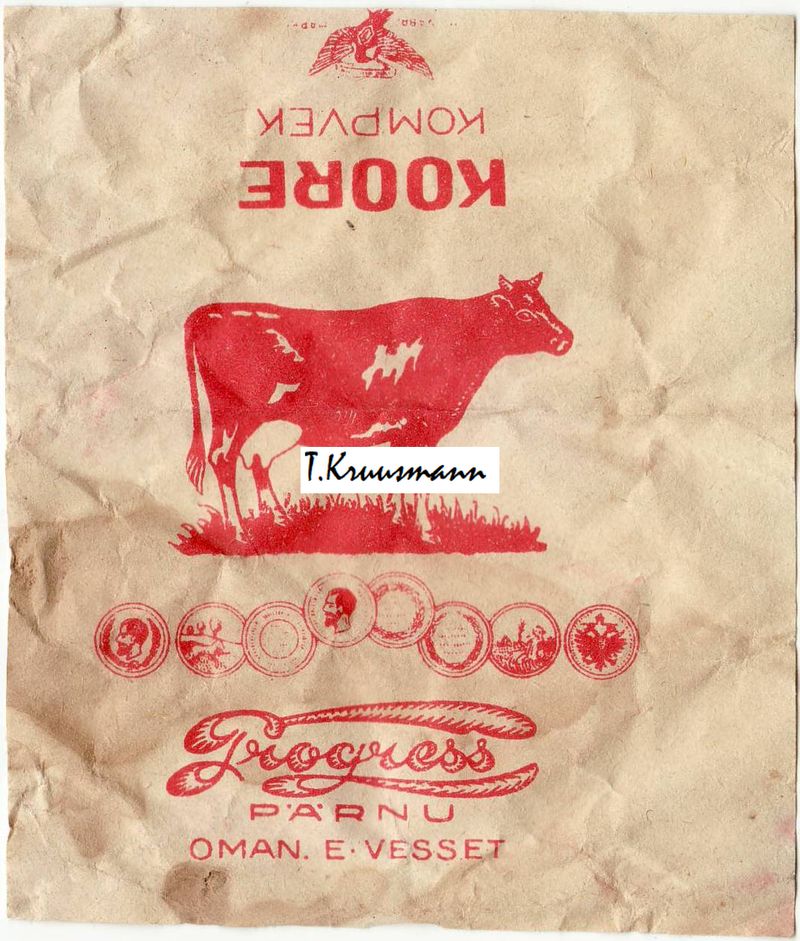 KOORE
KOMPVEK
T.Kruusmann
Progress
PÄRNU
OMAN. E. VESSET